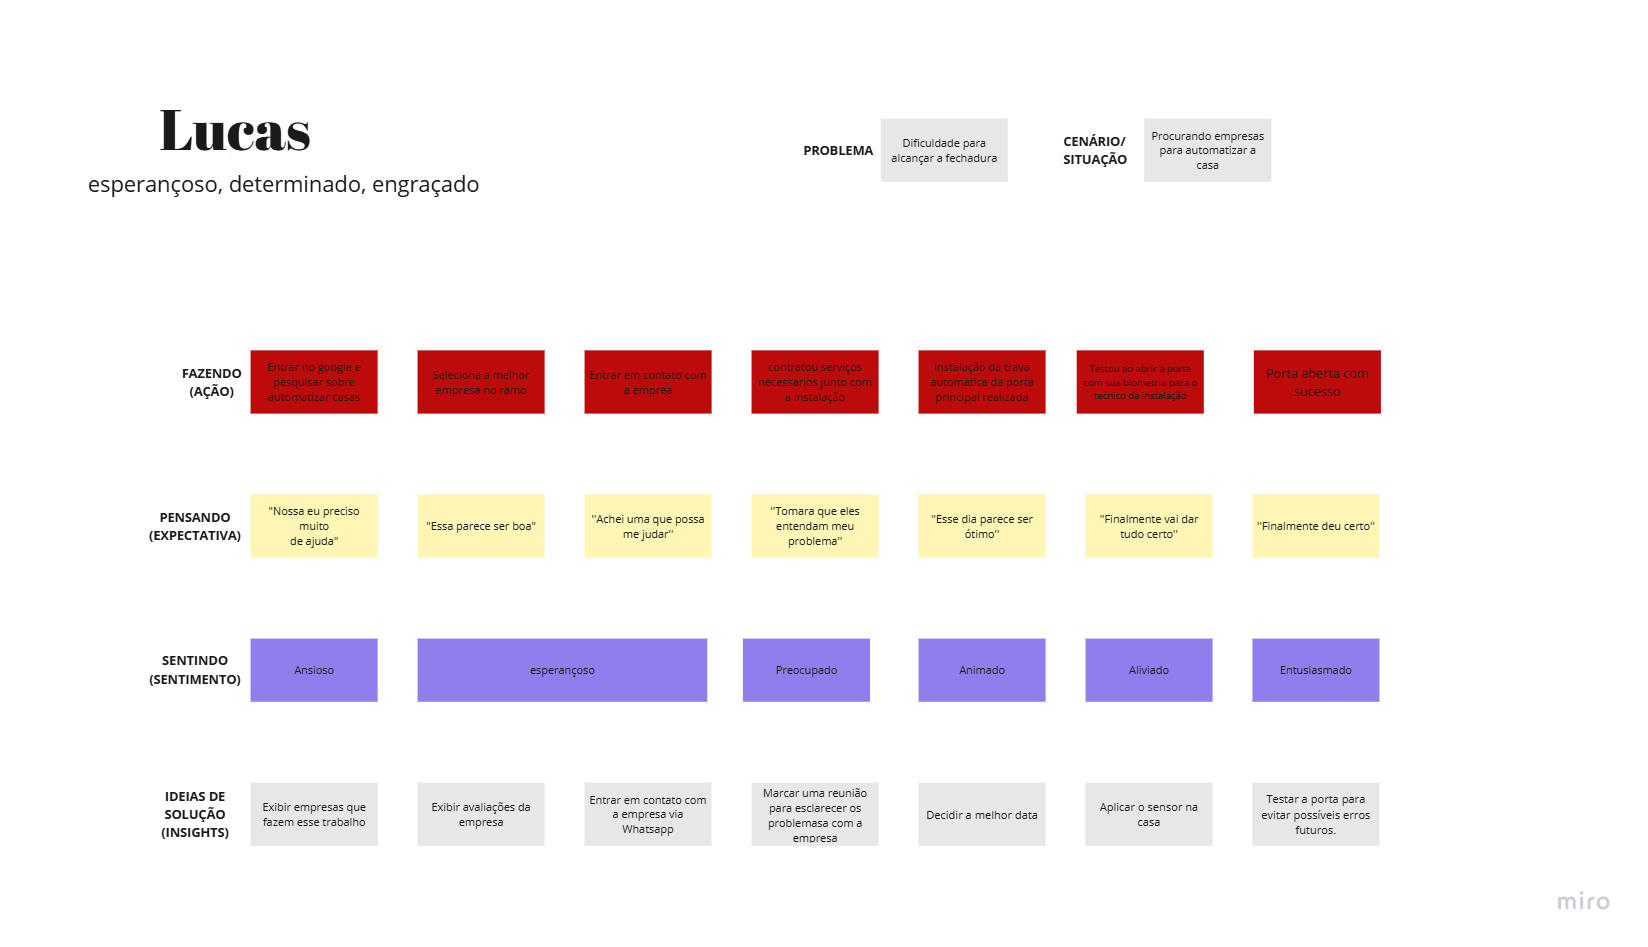 Lucas
esperançoso, determinado, engraçado
PROBLEMA
Dificuldade para
alcançar a fechadura
CENÁRIO/
SITUAÇÃO
Procurando empresas
para automatizar a
casa
FAZENDO
(AÇÃO)
Entrar no google e
pesquisar sobre
automatizar casas
Seleciona a melhor
empresa no ramo
Entrar em contato com
a emprea
contratou serviços
necessarios junto com
a instalação
Instalação da trava
automatica da porta
principal realizada
Testou ao abrir a porta
com sua biometria para o
tecnico da instalação
Porta aberta com
sucesso
PENSANDO
(EXPECTATIVA)
"Nossa eu preciso
muito
de ajuda"
"Essa parece ser boa"
''Achei uma que possa
me judar''
''Tomara que eles
entendam meu
problema''
"Esse dia parece ser
ótimo''
''Finalmente vai dar
tudo certo''
''Finalmente deu certo''
SENTINDO
(SENTIMENTO)
Ansioso
esperançoso
Preocupado
Animado
Aliviado
Entusiasmado
IDEIAS DE
SOLUÇÃO
(INSIGHTS)
Exibir empresas que
fazem esse trabalho
Exibir avaliações da
empresa
Entrar em contato com
a empresa via
Whatsapp
Marcar uma reunião
para esclarecer os
problemasa com a
empresa
Decidir a melhor data
Aplicar o sensor na
casa
Testar a porta para
evitar possíveis erros
futuros.
miro